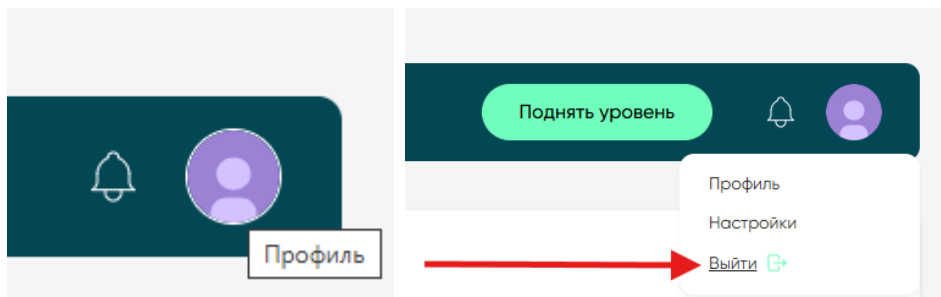 Профиль
Поднять уровень
Профиль
Настройки
Выйти